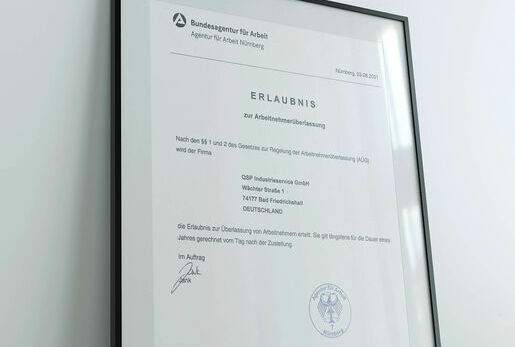 Bundesagentur für Arbeit
Agentur für Arbeit Nürnberg
Nürnberg, 03.08.2021
ERLAUBNIS
zur Arbeitnehmerüberlassung
Nach den §§ 1 und 2 des Gesetzes zur Regelung der Arbeitnehmerüberlassung (AÜG)
wird der Firma
QSP Industrieservice GmbH
Wächter Straße 1
74177 Bad Friedrichshall
DEUTSCHLAND
die Erlaubnis zur Überlassung von Arbeitnehmern erteilt. Sie gilt längstens für die Dauer eines
Jahres gerechnet vom Tag nach der Zustellung.
Im Auftrag
Agentur für Arbeit
7
Nürnberg